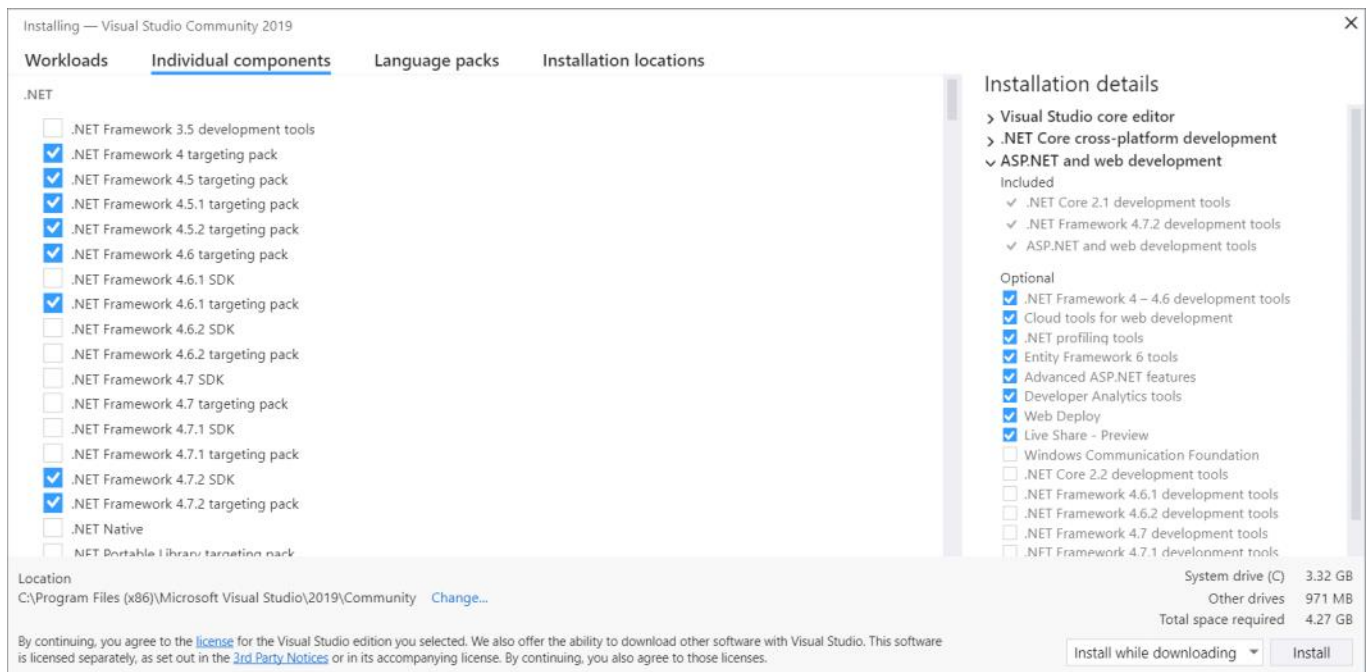 Installing — Visual Studio Community 2019
Workloads Individual components Language packs Installation locations
.NET
.NET Framework 3.5 development tools
.NET Framework 4 targeting pack
.NET Framework 4.5 targeting pack
.NET Framework 4.5.1 targeting pack
.NET Framework 4.5.2 targeting pack
.NET Framework 4.6 targeting pack
.NET Framework 4.6.1 SDK
.NET Framework 4.6.1 targeting pack
.NET Framework 4.6.2 SDK
.NET Framework 4.6.2 targeting pack
.NET Framework 4.7 SDK
.NET Framework 4.7 targeting pack
.NET Framework 4.7.1 SDK
.NET Framework 4.7.1 targeting pack
.NET Framework 4.7.2 SDK
.NET Framework 4.7.2 targeting pack
.NET Native
.NET Portable Library targeting pack
Installation details
Visual Studio core editor
.NET Core cross-platform development
ASP.NET and web development
Included
.NET Core 2.1 development tools
.NET Framework 4.7.2 development tools
ASP.NET and web development tools
Optional
.NET Framework 4 – 4.6 development tools
Cloud tools for web development
.NET profiling tools
Entity Framework 6 tools
Advanced ASP.NET features
Developer Analytics tools
Web Deploy
Live Share - Preview
Windows Communication Foundation
.NET Core 2.2 development tools
.NET Framework 4.6.1 development tools
.NET Framework 4.6.2 development tools
.NET Framework 4.7 development tools
.NET Framework 4.7.1 development tools
Location
C:\Program Files (x86)\Microsoft Visual Studio\2019\Community Change...
By continuing, you agree to the license for the Visual Studio edition you selected. We also offer the ability to download other software with Visual Studio. This software
is licensed separately, as set out in the 3rd Party Notices or in its accompanying license. By continuing, you also agree to those licenses.
System drive (C) 3.32 GB
Other drives 971 MB
Total space required 4.27 GB
Install while downloading Install